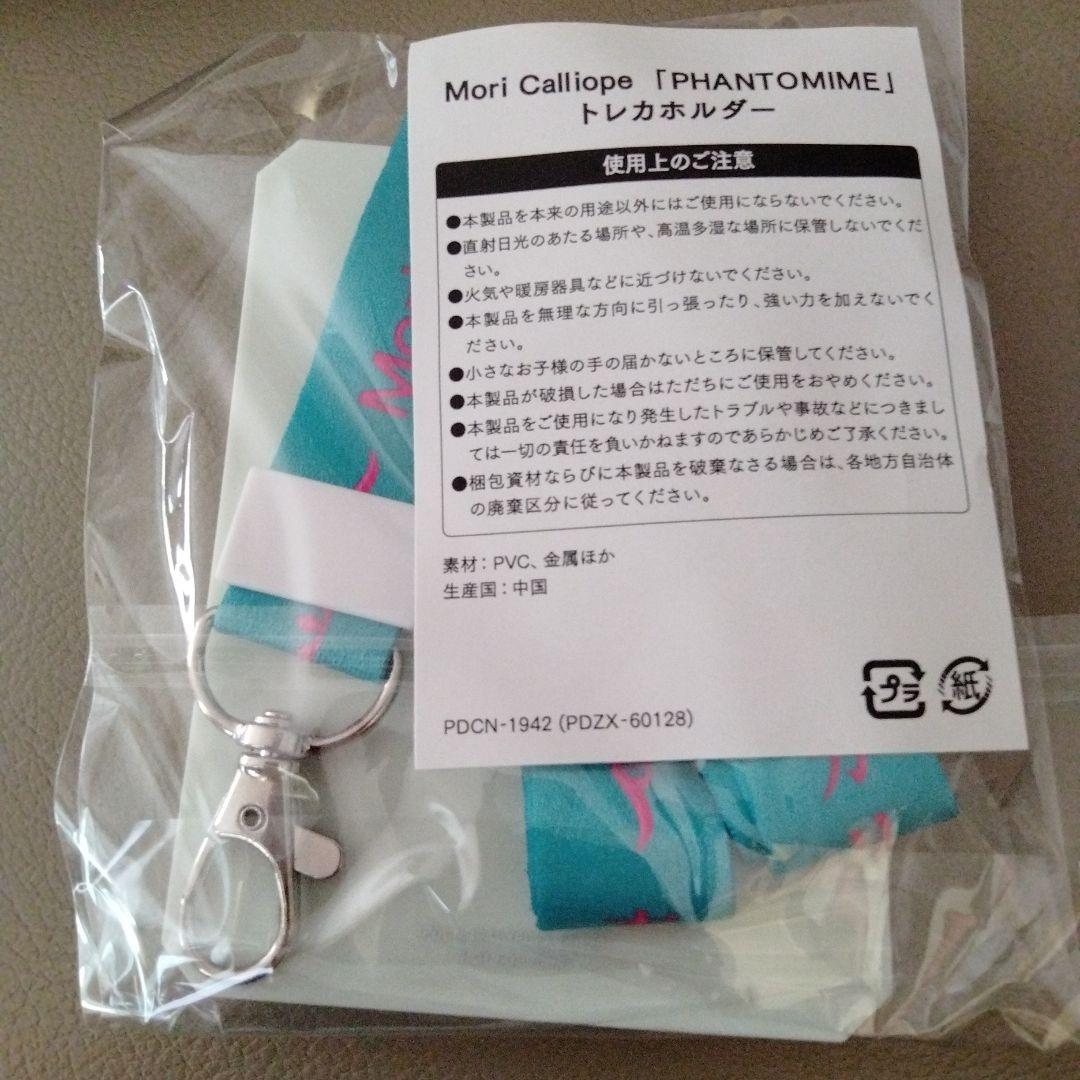 Mori Calliope 「PHANTOMIME」
トレカホルダー
使用上のご注意
●本製品を本来の用途以外にはご使用にならないでください。
●直射日光のあたる場所や、高温多湿な場所に保管しないでくだ
さい。
●火気や暖房器具などに近づけないでください。
●本製品を無理な方向に引っ張ったり、強い力を加えないでく
ださい。
●小さなお子様の手の届かないところに保管してください。
●本製品が破損した場合はただちにご使用をおやめください。
●本製品をご使用になり発生したトラブルや事故などにつきまし
ては一切の責任を負いかねますのであらかじめご了承ください。
●梱包資材ならびに本製品を破棄なさる場合は、各地方自治体
の廃棄区分に従ってください。
素材：PVC、金属ほか
生産国：中国
プラ
紙
PDCN-1942 (PDZX-60128)